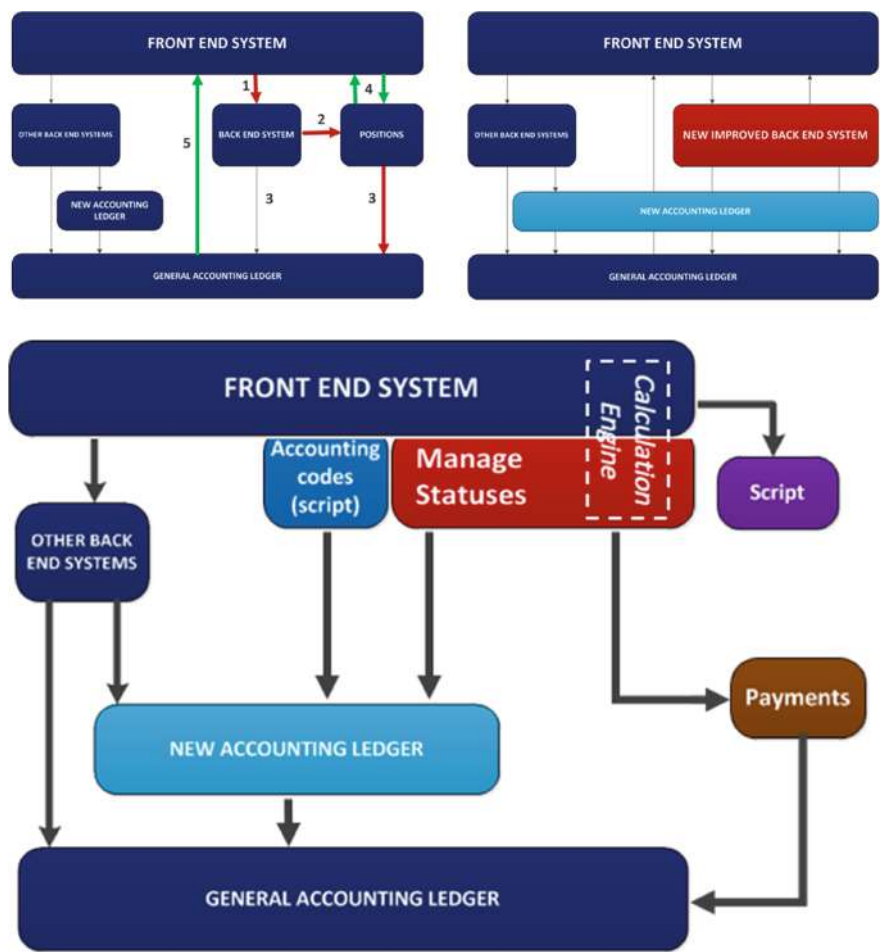 FRONT END SYSTEM
1
4
2
5
OTHER BACK END SYSTEMS
BACK END SYSTEM
POSITIONS
3
3
NEW ACCOUNTING
LEDGER
GENERAL ACCOUNTING LEDGER
FRONT END SYSTEM
OTHER BACK END SYSTEMS
NEW IMPROVED BACK END SYSTEM
NEW ACCOUNTING LEDGER
GENERAL ACCOUNTING LEDGER
FRONT END SYSTEM
Calculation
Engine
Accounting
codes
(script)
Manage
Statuses
Script
OTHER BACK
END SYSTEMS
Payments
NEW ACCOUNTING LEDGER
GENERAL ACCOUNTING LEDGER